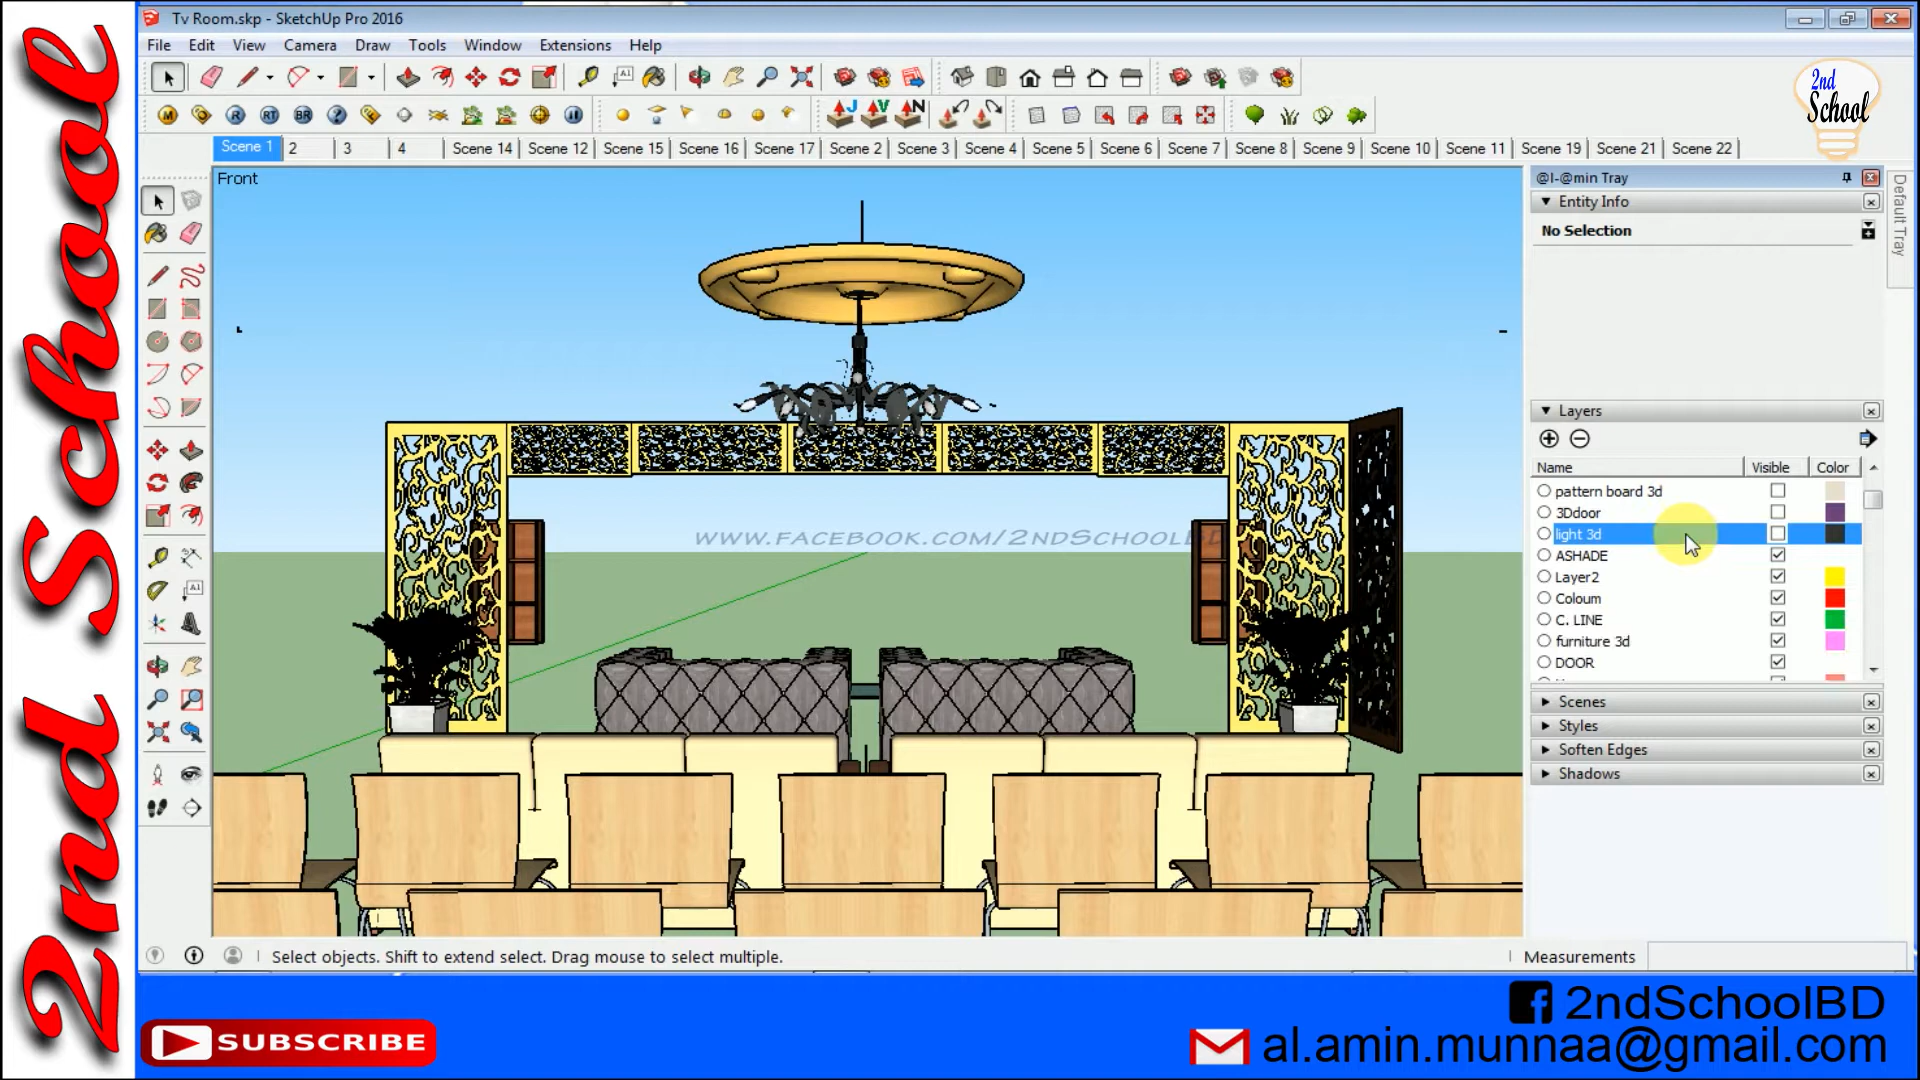 2nd School
Tv Room.skp - SketchUp Pro 2016
File Edit View Camera Draw Tools Window Extensions Help
2nd
School
Scene 1 2 3 4 Scene 14 Scene 12 Scene 15 Scene 16 Scene 17 Scene 2 Scene 3 Scene 4 Scene 5 Scene 6 Scene 7 Scene 8 Scene 9 Scene 10 Scene 11 Scene 19 Scene 21 Scene 22
Front
@l-@min Tray
Default Tray
Entity Info
No Selection
Layers
Name Visible Color
pattern board 3d
3Ddoor
light 3d
ASHADE
Layer2
Coloum
C. LINE
furniture 3d
DOOR
Scenes
Styles
Soften Edges
Shadows
www.facebook.com/2ndSchoolBD
Select objects. Shift to extend select. Drag mouse to select multiple.
Measurements
SUBSCRIBE
2ndSchoolBD
al.amin.munnaa@gmail.com